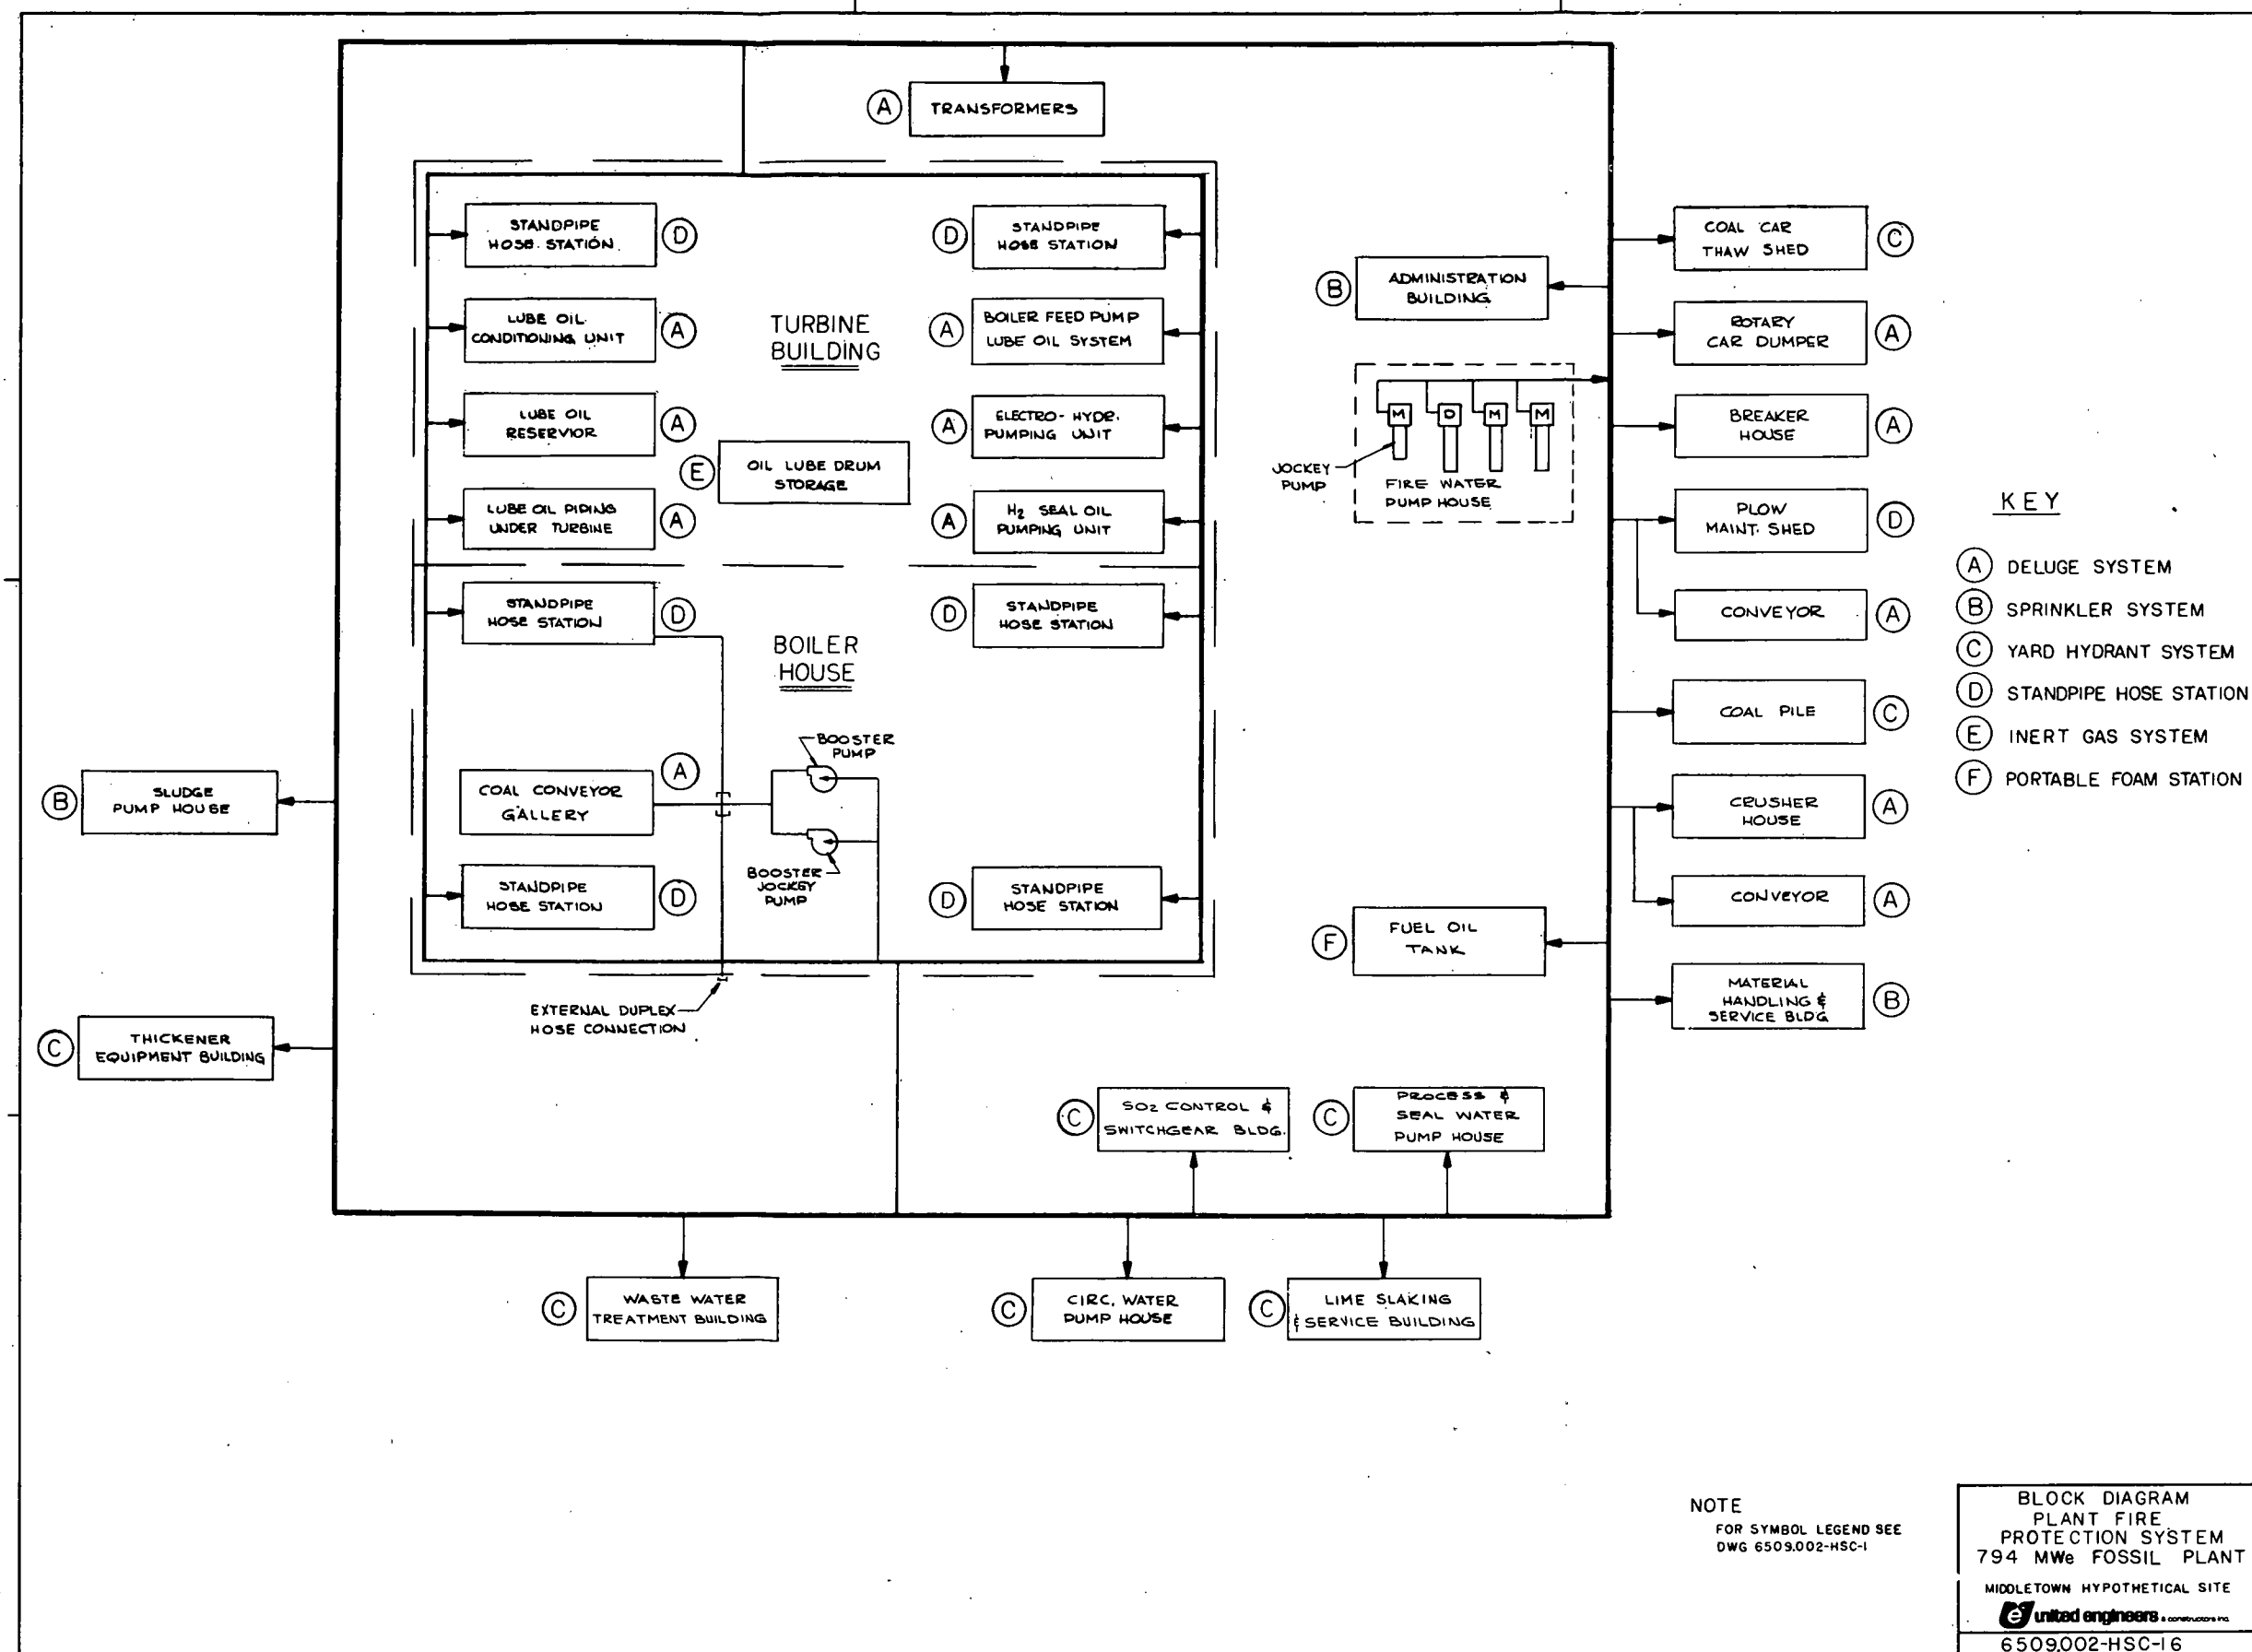 A
TRANSFORMERS
STANDPIPE
HOSE STATION
D
LUBE OIL
CONDITIONING UNIT
A
LUBE OIL
RESERVIOR
A
LUBE OIL PIPING
UNDER TURBINE
A
TURBINE
BUILDING
E
OIL LUBE DRUM
STORAGE
D
STANDPIPE
HOSE STATION
A
BOILER FEED PUMP
LUBE OIL SYSTEM
A
ELECTRO-HYDR.
PUMPING UNIT
A
H2 SEAL OIL
PUMPING UNIT
STANDPIPE
HOSE STATION
D
BOILER
HOUSE
D
STANDPIPE
HOSE STATION
COAL CONVEYOR
GALLERY
A
BOOSTER
PUMP
BOOSTER
JOCKEY
PUMP
STANDPIPE
HOSE STATION
D
D
STANDPIPE
HOSE STATION
EXTERNAL DUPLEX
HOSE CONNECTION
B
SLUDGE
PUMP HOUSE
C
THICKENER
EQUIPMENT BUILDING
B
ADMINISTRATION
BUILDING
M
D
M
M
JOCKEY
PUMP
FIRE WATER
PUMP HOUSE
F
FUEL OIL
TANK
C
SO2 CONTROL &
SWITCHGEAR BLDG.
C
PROCESS &
SEAL WATER
PUMP HOUSE
C
WASTE WATER
TREATMENT BUILDING
C
CIRC. WATER
PUMP HOUSE
C
LIME SLAKING
& SERVICE BUILDING
COAL CAR
THAW SHED
C
ROTARY
CAR DUMPER
A
BREAKER
HOUSE
A
PLOW
MAINT. SHED
D
CONVEYOR
A
COAL PILE
C
CRUSHER
HOUSE
A
CONVEYOR
A
MATERIAL
HANDLING &
SERVICE BLDG
B
KEY
A DELUGE SYSTEM
B SPRINKLER SYSTEM
C YARD HYDRANT SYSTEM
D STANDPIPE HOSE STATION
E INERT GAS SYSTEM
F PORTABLE FOAM STATION
NOTE
FOR SYMBOL LEGEND SEE
DWG 6509.002-HSC-1
BLOCK DIAGRAM
PLANT FIRE
PROTECTION SYSTEM
794 MWe FOSSIL PLANT
MIDDLETOWN HYPOTHETICAL SITE
united engineers & constructors inc.
6509.002-HSC-16